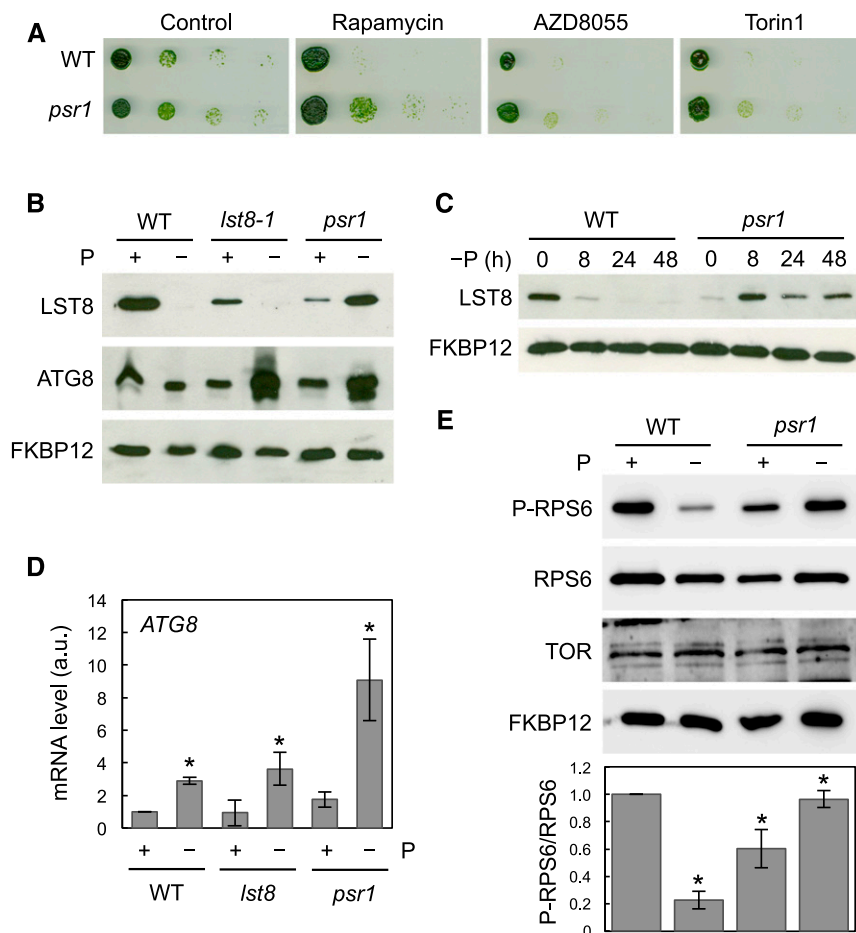 A
Control Rapamycin AZD8055 Torin1
WT
psr1
B
WT lst8-1 psr1
P + − + − + −
LST8
ATG8
FKBP12
C
WT psr1
−P (h) 0 8 24 48 0 8 24 48
LST8
FKBP12
D
ATG8
mRNA level (a.u.)
14
12
10
8
6
4
2
0
* * *
+ − + − + − P
WT lst8 psr1
E
WT psr1
P + − + −
P-RPS6
RPS6
TOR
FKBP12
P-RPS6/RPS6
1.2
1.0
0.8
0.6
0.4
0.2
0
* * *